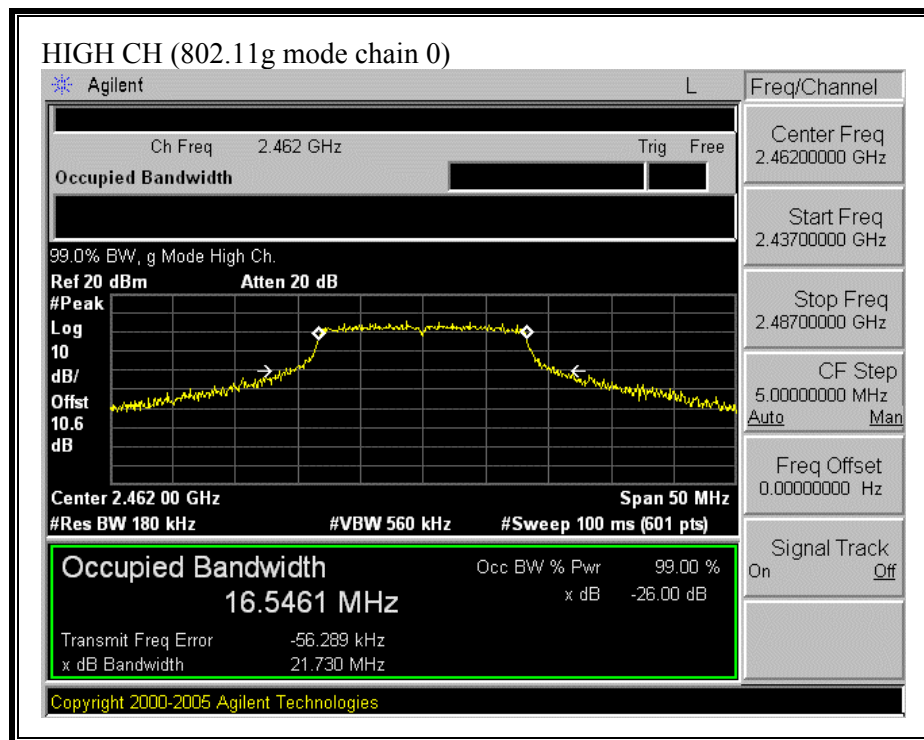 HIGH CH (802.11g mode chain 0)
Agilent L Freq/Channel
Ch Freq 2.462 GHz Trig Free
Occupied Bandwidth
Center Freq
2.46200000 GHz
Start Freq
2.43700000 GHz
Stop Freq
2.48700000 GHz
CF Step
5.00000000 MHz
Auto Man
Freq Offset
0.00000000 Hz
Signal Track
On Off
99.0% BW, g Mode High Ch.
Ref 20 dBm Atten 20 dB
#Peak
Log
10
dB/
Offst
10.6
dB
Center 2.462 00 GHz Span 50 MHz
#Res BW 180 kHz #VBW 560 kHz #Sweep 100 ms (601 pts)
Occupied Bandwidth Occ BW % Pwr 99.00 %
16.5461 MHz x dB -26.00 dB
Transmit Freq Error -56.289 kHz
x dB Bandwidth 21.730 MHz
Copyright 2000-2005 Agilent Technologies